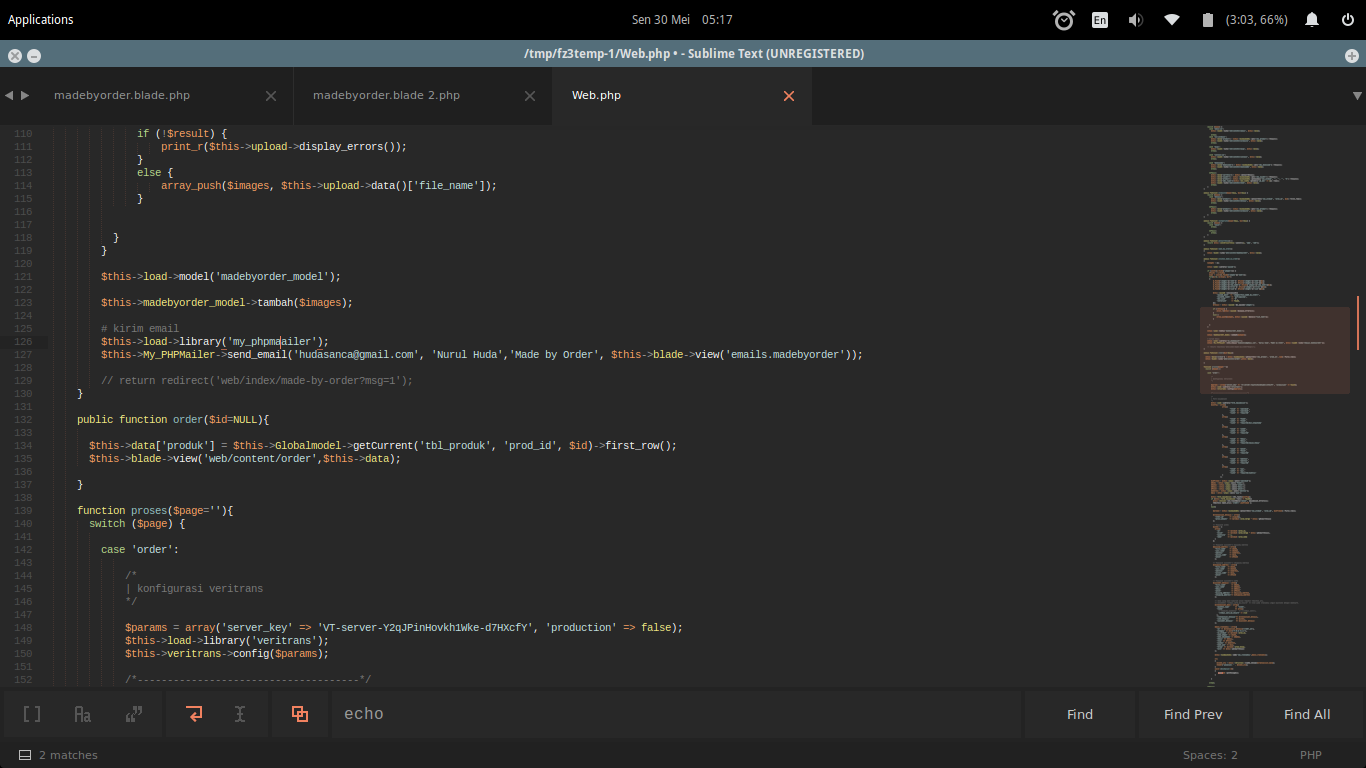 Applications
Sen 30 Mei 05:17
En
(3:03, 66%)
/tmp/fz3temp-1/Web.php • - Sublime Text (UNREGISTERED)
madebyorder.blade.php
madebyorder.blade 2.php
Web.php
110 if (!$result) {
111 print_r($this->upload->display_errors());
112 }
113 else {
114 array_push($images, $this->upload->data()['file_name']);
115 }
116
117
118 }
119 }
120
121 $this->load->model('madebyorder_model');
122
123 $this->madebyorder_model->tambah($images);
124
125 # kirim email
126 $this->load->library('my_phpmailer');
127 $this->My_PHPMailer->send_email('hudasanca@gmail.com', 'Nurul Huda','Made by Order', $this->blade->view('emails.madebyorder'));
128
129 // return redirect('web/index/made-by-order?msg=1');
130 }
131
132 public function order($id=NULL){
133
134 $this->data['produk'] = $this->Globalmodel->getCurrent('tbl_produk', 'prod_id', $id)->first_row();
135 $this->blade->view('web/content/order',$this->data);
136
137 }
138
139 function proses($page=''){
140 switch ($page) {
141
142 case 'order':
143
144 /*
145 | konfigurasi veritrans
146 */
147
148 $params = array('server_key' => 'VT-server-Y2qJPinHovkh1Wke-d7HXcfY', 'production' => false);
149 $this->load->library('veritrans');
150 $this->veritrans->config($params);
151
152 /*-------------------------------------*/
Aa
echo
Find
Find Prev
Find All
2 matches
Spaces: 2
PHP